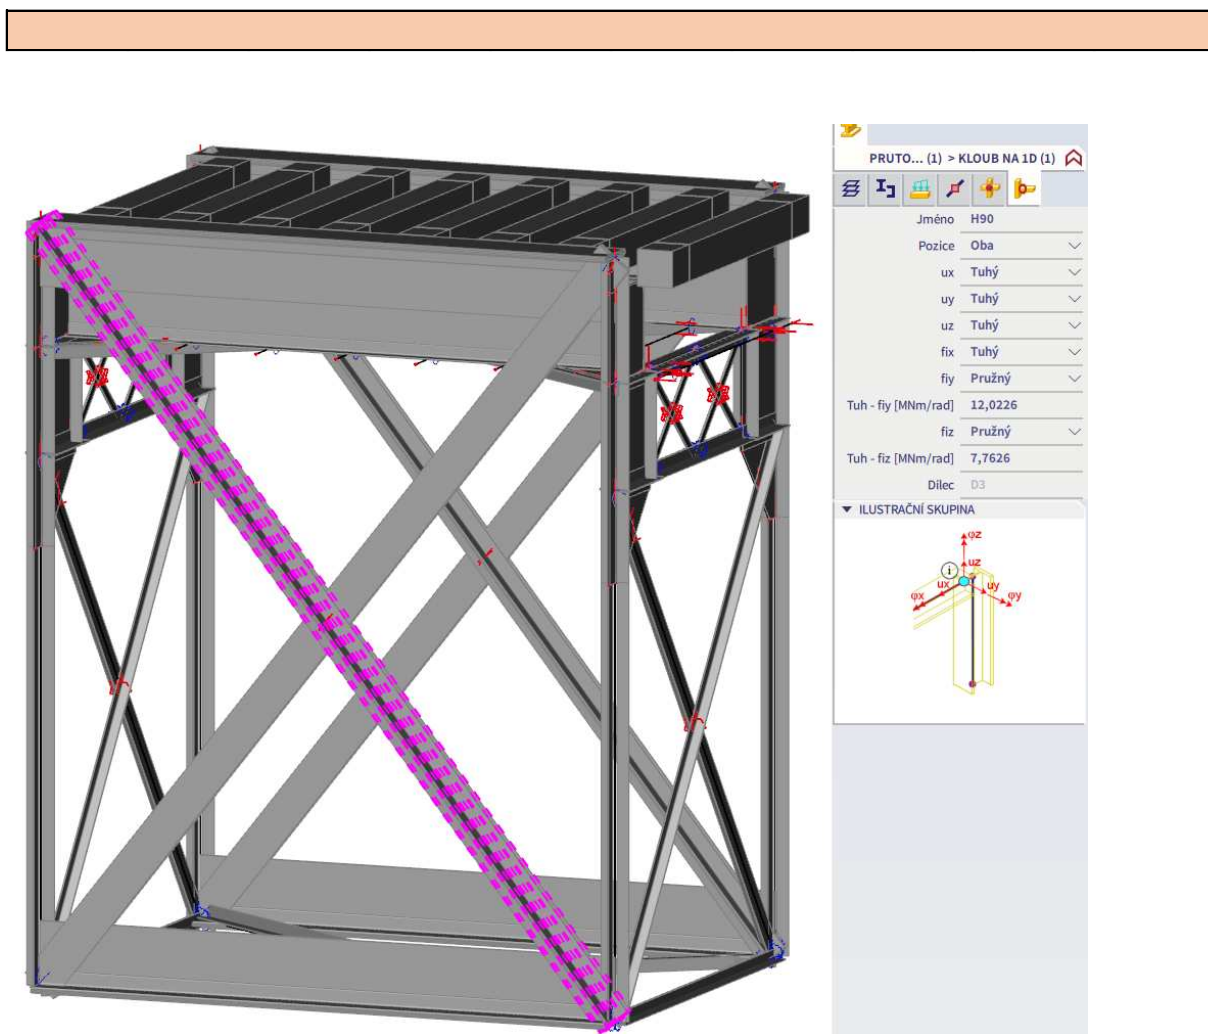 PRUTO... (1) > KLOUB NA 1D (1)
Jméno H90
Pozice Oba
ux Tuhý
uy Tuhý
uz Tuhý
fix Tuhý
fiy Pružný
Tuh - fiy [MNm/rad] 12,0226
fiz Pružný
Tuh - fiz [MNm/rad] 7,7626
Dílec D3
ILUSTRAČNÍ SKUPINA
φz
i uz
φx ux uy φy